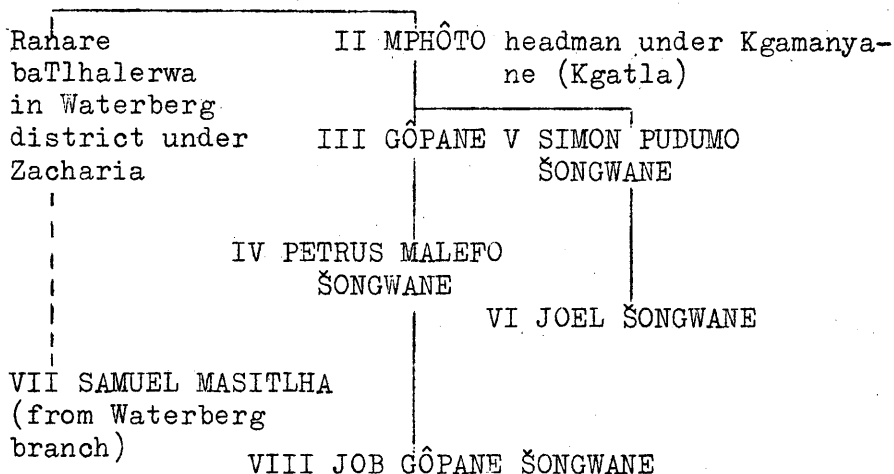 Ranare
baTlhalerwa
in Waterberg
district under
Zacharia
II MPHÔTO headman under Kgamanya-
ne (Kgatla)
III GÔPANE V SIMON PUDUMO
ŠONGWANE
IV PETRUS MALEFO
ŠONGWANE
VI JOEL ŠONGWANE
VII SAMUEL MASITLHA
(from Waterberg
branch)
VIII JOB GÔPANE ŠONGWANE